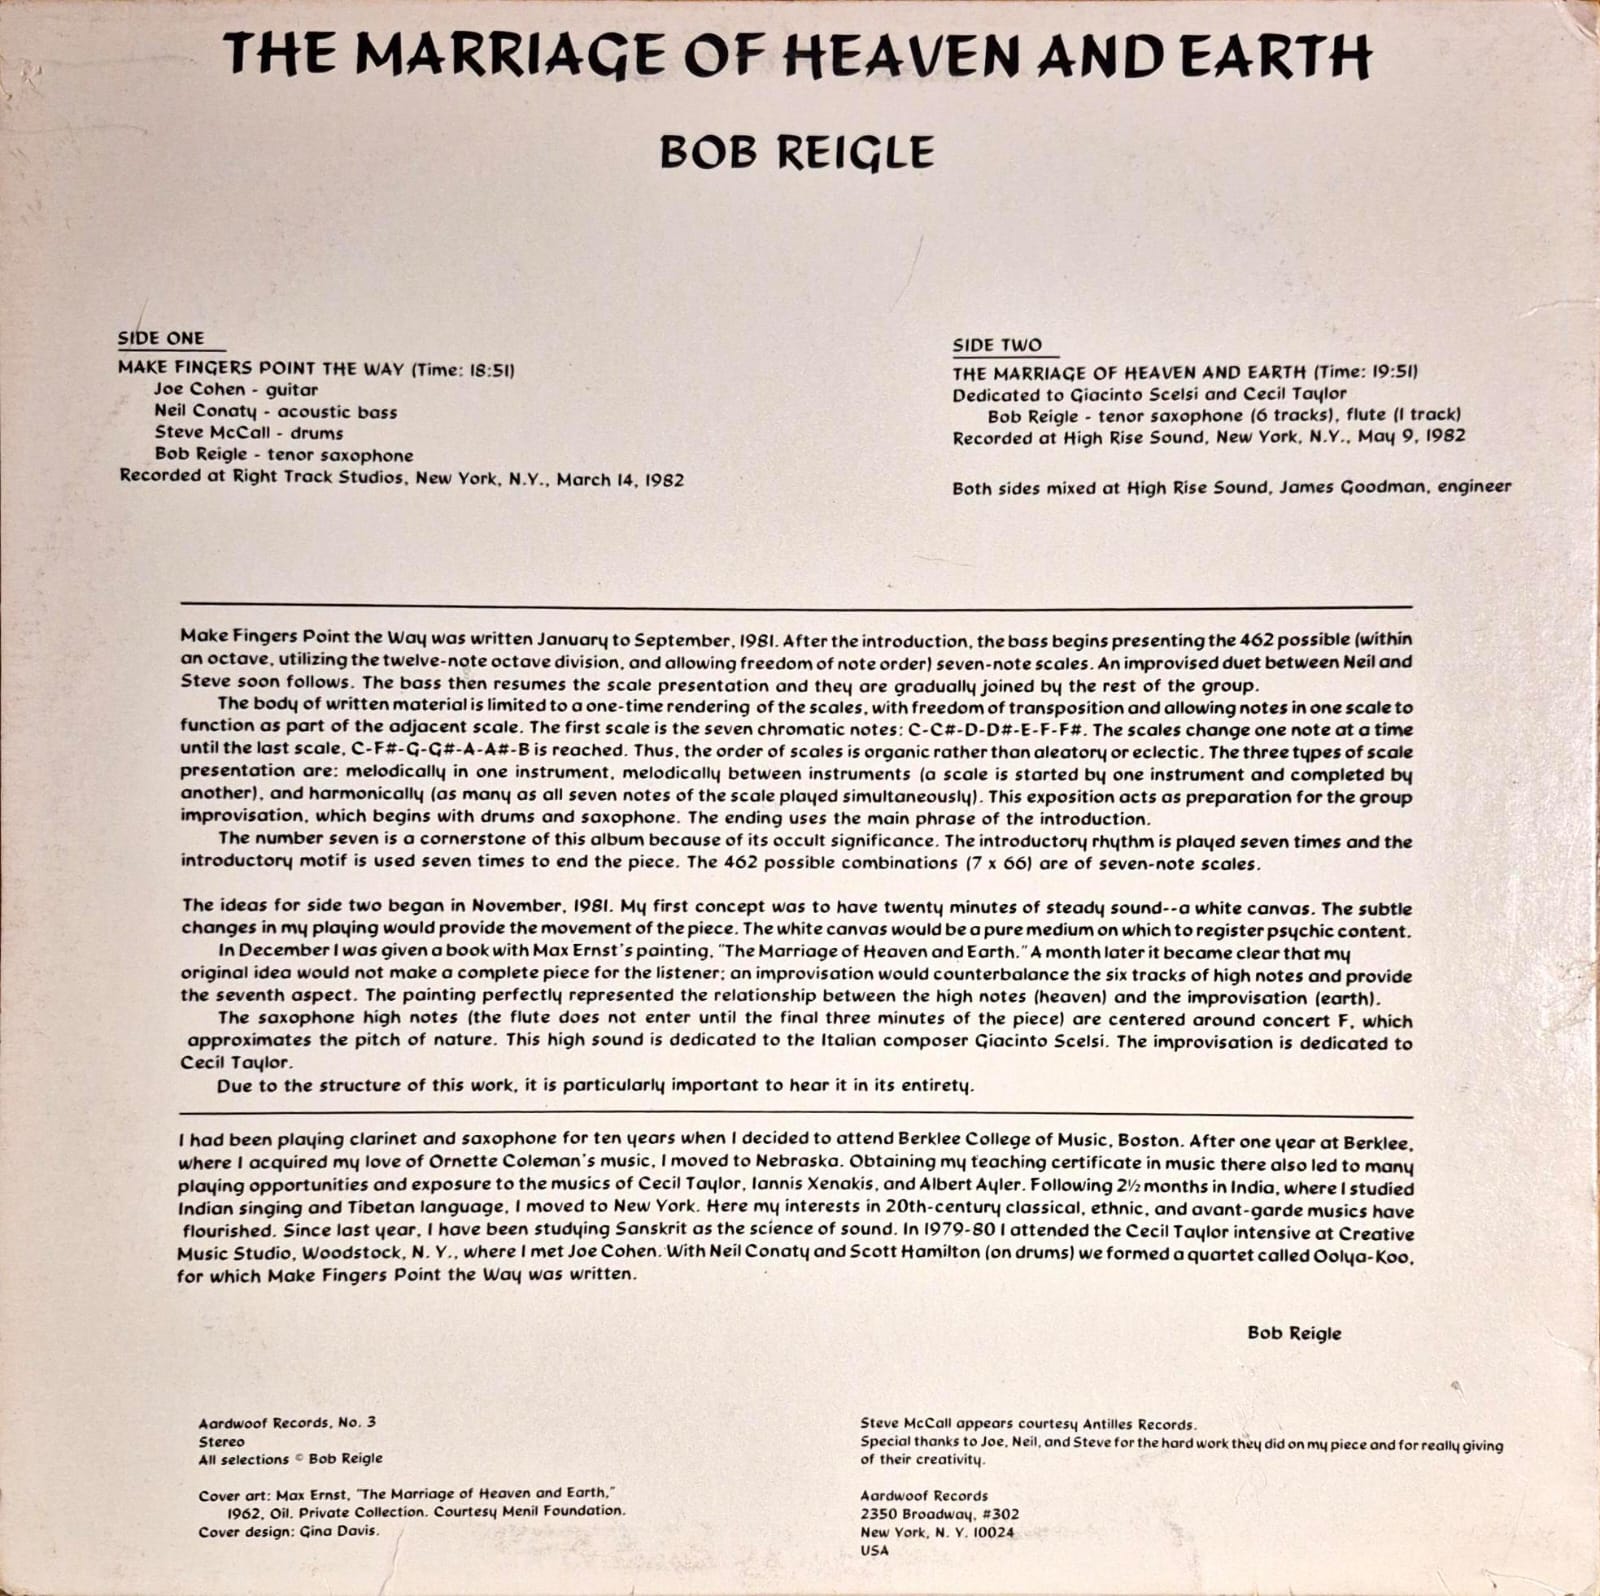 THE MARRIAGE OF HEAVEN AND EARTH
BOB REIGLE
SIDE ONE
MAKE FINGERS POINT THE WAY (Time: 18:51)
Joe Cohen - guitar
Neil Conaty - acoustic bass
Steve McCall - drums
Bob Reigle - tenor saxophone
Recorded at Right Track Studios, New York, N.Y., March 14, 1982
SIDE TWO
THE MARRIAGE OF HEAVEN AND EARTH (Time: 19:51)
Dedicated to Giacinto Scelsi and Cecil Taylor
Bob Reigle - tenor saxophone (6 tracks), flute (1 track)
Recorded at High Rise Sound, New York, N.Y., May 9, 1982
Both sides mixed at High Rise Sound, James Goodman, engineer
Make Fingers Point the Way was written January to September, 1981. After the introduction, the bass begins presenting the 462 possible (within
an octave, utilizing the twelve-note octave division, and allowing freedom of note order) seven-note scales. An improvised duet between Neil and
Steve soon follows. The bass then resumes the scale presentation and they are gradually joined by the rest of the group.
The body of written material is limited to a one-time rendering of the scales, with freedom of transposition and allowing notes in one scale to
function as part of the adjacent scale. The first scale is the seven chromatic notes: C-C#-D-D#-E-F-F#. The scales change one note at a time
until the last scale, C-F#-G-G#-A-A#-B is reached. Thus, the order of scales is organic rather than aleatory or eclectic. The three types of scale
presentation are: melodically in one instrument, melodically between instruments (a scale is started by one instrument and completed by
another), and harmonically (as many as all seven notes of the scale played simultaneously). This exposition acts as preparation for the group
improvisation, which begins with drums and saxophone. The ending uses the main phrase of the introduction.
The number seven is a cornerstone of this album because of its occult significance. The introductory rhythm is played seven times and the
introductory motif is used seven times to end the piece. The 462 possible combinations (7 x 66) are of seven-note scales.
The ideas for side two began in November, 1981. My first concept was to have twenty minutes of steady sound--a white canvas. The subtle
changes in my playing would provide the movement of the piece. The white canvas would be a pure medium on which to register psychic content.
In December I was given a book with Max Ernst's painting, "The Marriage of Heaven and Earth." A month later it became clear that my
original idea would not make a complete piece for the listener; an improvisation would counterbalance the six tracks of high notes and provide
the seventh aspect. The painting perfectly represented the relationship between the high notes (heaven) and the improvisation (earth).
The saxophone high notes (the flute does not enter until the final three minutes of the piece) are centered around concert F, which
approximates the pitch of nature. This high sound is dedicated to the Italian composer Giacinto Scelsi. The improvisation is dedicated to
Cecil Taylor.
Due to the structure of this work, it is particularly important to hear it in its entirety.
I had been playing clarinet and saxophone for ten years when I decided to attend Berklee College of Music, Boston. After one year at Berklee,
where I acquired my love of Ornette Coleman's music, I moved to Nebraska. Obtaining my teaching certificate in music there also led to many
playing opportunities and exposure to the musics of Cecil Taylor, Iannis Xenakis, and Albert Ayler. Following 2½ months in India, where I studied
Indian singing and Tibetan language, I moved to New York. Here my interests in 20th-century classical, ethnic, and avant-garde musics have
flourished. Since last year, I have been studying Sanskrit as the science of sound. In 1979-80 I attended the Cecil Taylor intensive at Creative
Music Studio, Woodstock, N. Y., where I met Joe Cohen. With Neil Conaty and Scott Hamilton (on drums) we formed a quartet called Oolya-Koo,
for which Make Fingers Point the Way was written.
Bob Reigle
Aardwoof Records, No. 3
Stereo
All selections © Bob Reigle
Cover art: Max Ernst, "The Marriage of Heaven and Earth,"
1962, Oil. Private Collection. Courtesy Menil Foundation.
Cover design: Gina Davis.
Steve McCall appears courtesy Antilles Records.
Special thanks to Joe, Neil, and Steve for the hard work they did on my piece and for really giving
of their creativity.
Aardwoof Records
2350 Broadway, #302
New York, N. Y. 10024
USA